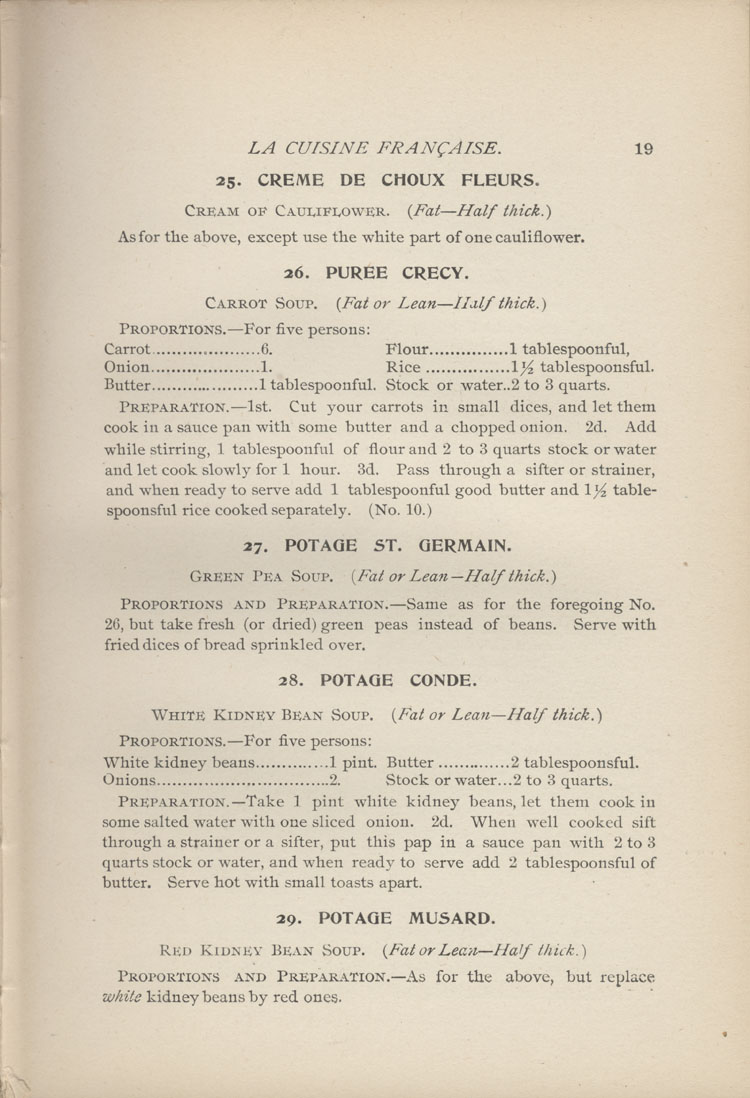 LA CUISINE FRANÇAISE. 19
25. CREME DE CHOUX FLEURS.
CREAM OF CAULIFLOWER. (Fat—Half thick.)
As for the above, except use the white part of one cauliflower.
26. PURÉE CRECY.
CARROT SOUP. (Fat or Lean—Half thick.)
PROPORTIONS.—For five persons:
Carrot.....................6. Flour...............1 tablespoonful,
Onion.....................1. Rice ................1½ tablespoonsful.
Butter....................1 tablespoonful. Stock or water..2 to 3 quarts.
PREPARATION.—1st. Cut your carrots in small dices, and let them
cook in a sauce pan with some butter and a chopped onion. 2d. Add
while stirring, 1 tablespoonful of flour and 2 to 3 quarts stock or water
and let cook slowly for 1 hour. 3d. Pass through a sifter or strainer,
and when ready to serve add 1 tablespoonful good butter and 1½ table-
spoonsful rice cooked separately. (No. 10.)
27. POTAGE ST. GERMAIN.
GREEN PEA SOUP. (Fat or Lean—Half thick.)
PROPORTIONS AND PREPARATION.—Same as for the foregoing No.
26, but take fresh (or dried) green peas instead of beans. Serve with
fried dices of bread sprinkled over.
28. POTAGE CONDE.
WHITE KIDNEY BEAN SOUP. (Fat or Lean—Half thick.)
PROPORTIONS.—For five persons:
White kidney beans..............1 pint. Butter .............2 tablespoonsful.
Onions.................................2. Stock or water...2 to 3 quarts.
PREPARATION.—Take 1 pint white kidney beans, let them cook in
some salted water with one sliced onion. 2d. When well cooked sift
through a strainer or a sifter, put this pap in a sauce pan with 2 to 3
quarts stock or water, and when ready to serve add 2 tablespoonsful of
butter. Serve hot with small toasts apart.
29. POTAGE MUSARD.
RED KIDNEY BEAN SOUP. (Fat or Lean—Half thick.)
PROPORTIONS AND PREPARATION.—As for the above, but replace
white kidney beans by red ones.